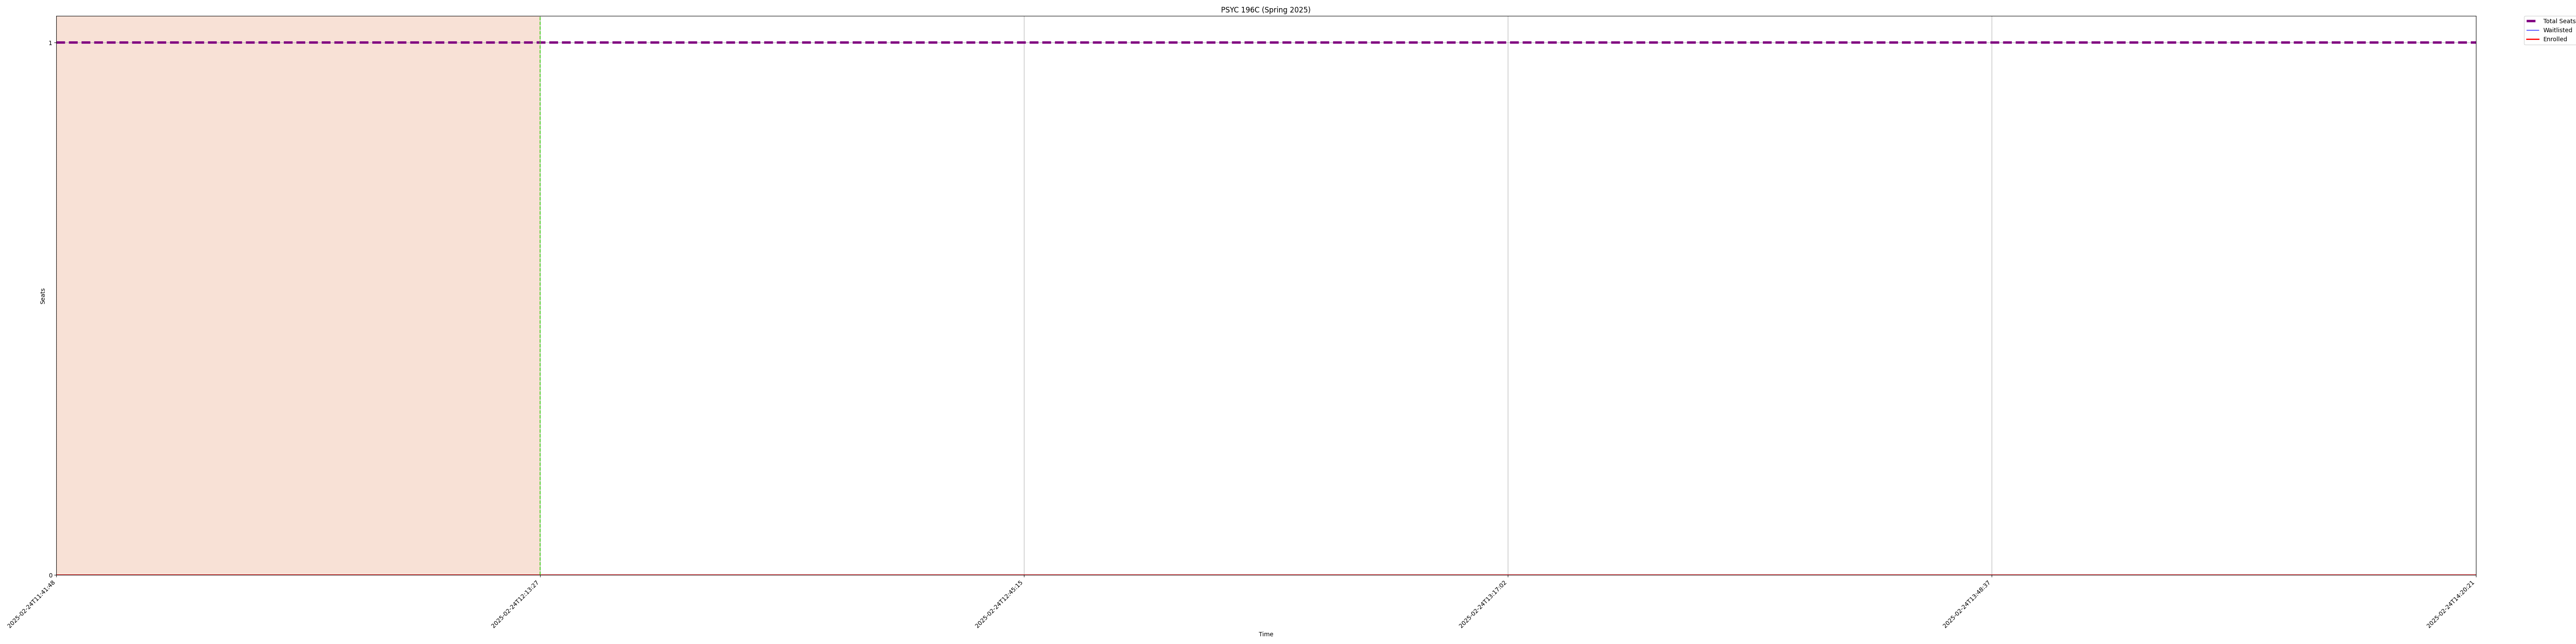 PSYC 196C (Spring 2025)
Total Seats
Waitlisted
Enrolled
1
Seats
0
2025-02-24T11:41:48
2025-02-24T12:13:27
2025-02-24T12:45:15
2025-02-24T13:17:02
2025-02-24T13:48:37
2025-02-24T14:20:21
Time